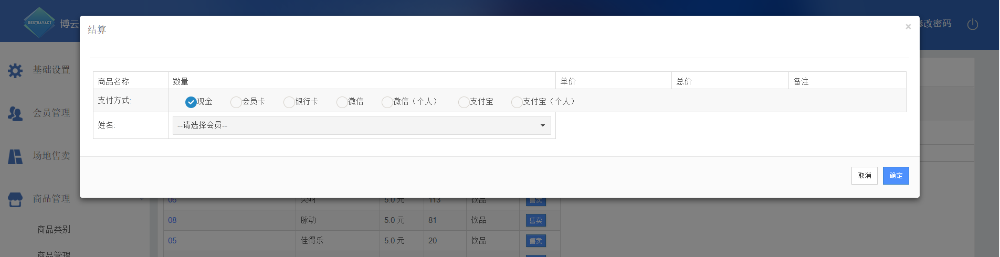 DESTRAYACT
博云
修改密码
结算
×
基础设置
会员管理
场地售卖
商品管理
商品类别
商品管理
商品名称 数量 单价 总价 备注
支付方式: 现金 会员卡 银行卡 微信 微信（个人） 支付宝 支付宝（个人）
姓名: --请选择会员--
取消 确定
06 尖叫 5.0 元 113 饮品 售卖
08 脉动 5.0 元 81 饮品 售卖
05 佳得乐 5.0 元 20 饮品 售卖